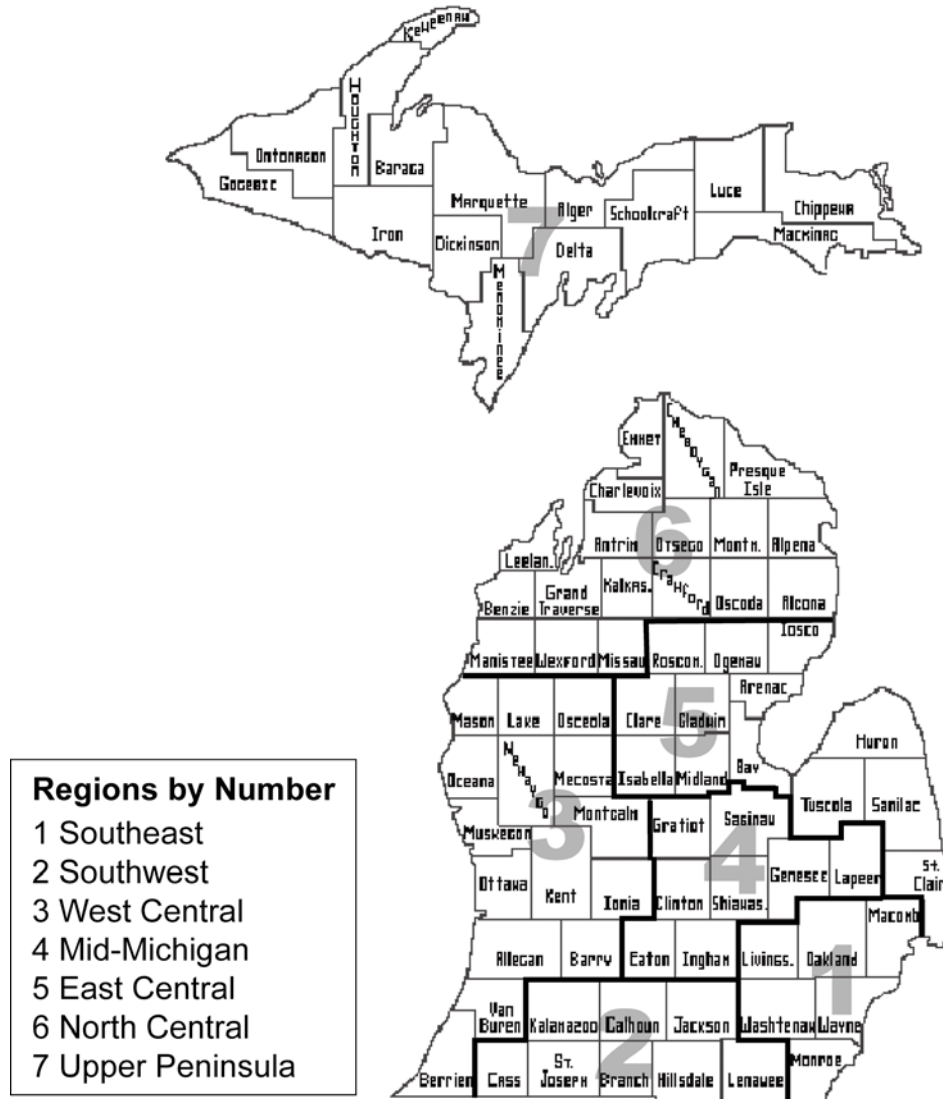 Keweenaw
Houghton
Ontonagon
Baraga
Gogebic
Marquette
Alger
Schoolcraft
Luce
Chippewa
Iron
Dickinson
7
Delta
Mackinac
Menominee
Emmet
Cheboygan
Presque
Isle
Charlevoix
6
Antrim
Otsego
Montm.
Alpena
Leelan.
Grand
Traverse
Kalkas.
Crawford
Benzie
Oscoda
Alcona
Iosco
Manistee
Wexford
Missau
Roscom.
Ogemaw
Arenac
5
Mason
Lake
Osceola
Clare
Gladwin
Huron
Oceana
Newaygo
Mecosta
Isabella
Midland
Bay
Tuscola
Sanilac
3
Montcalm
Gratiot
Saginaw
Muskegon
4
Ottawa
Kent
Ionia
Clinton
Shiawas.
Genesee
Lapeer
St.
Clair
Macomb
Allegan
Barry
Eaton
Ingham
Livings.
Oakland
1
Van
Buren
Kalamazoo
Calhoun
Jackson
Washtenaw
Wayne
2
Berrien
Cass
St.
Joseph
Branch
Hillsdale
Lenawee
Monroe
Regions by Number
1 Southeast
2 Southwest
3 West Central
4 Mid-Michigan
5 East Central
6 North Central
7 Upper Peninsula